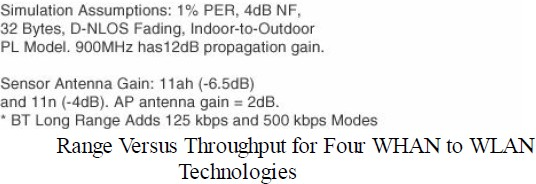 Simulation Assumptions: 1% PER, 4dB NF,
32 Bytes, D-NLOS Fading, Indoor-to-Outdoor
PL Model. 900MHz has12dB propagation gain.
Sensor Antenna Gain: 11ah (-6.5dB)
and 11n (-4dB). AP antenna gain = 2dB.
* BT Long Range Adds 125 kbps and 500 kbps Modes
Range Versus Throughput for Four WHAN to WLAN
Technologies